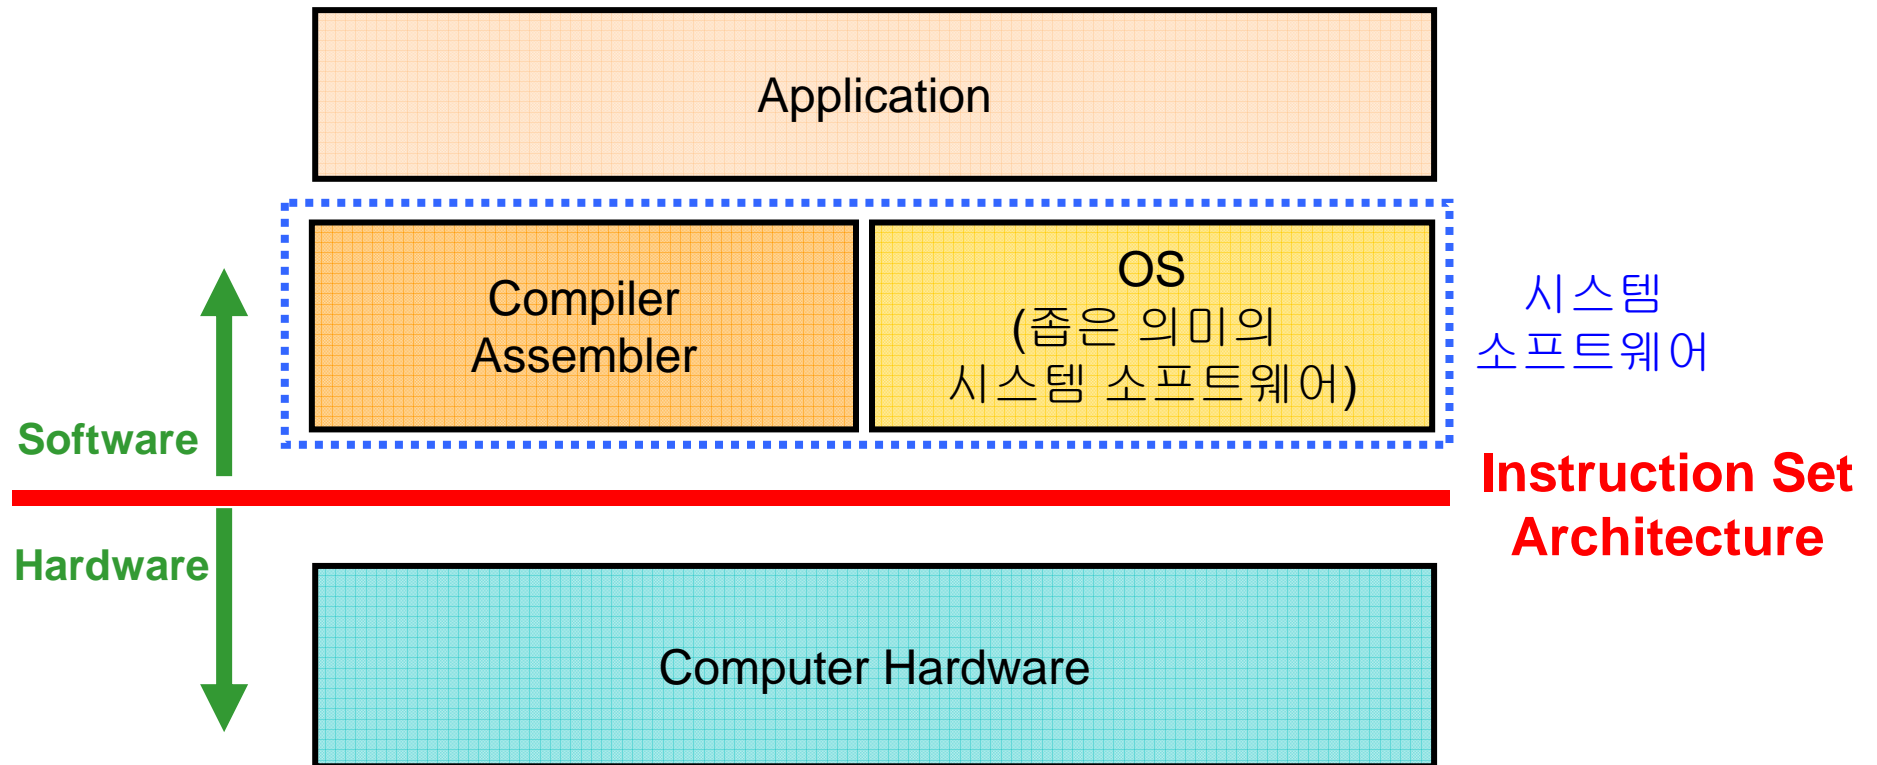 Application
Compiler
Assembler
OS
(좁은 의미의
시스템 소프트웨어)
시스템
소프트웨어
Software
Instruction Set
Architecture
Hardware
Computer Hardware